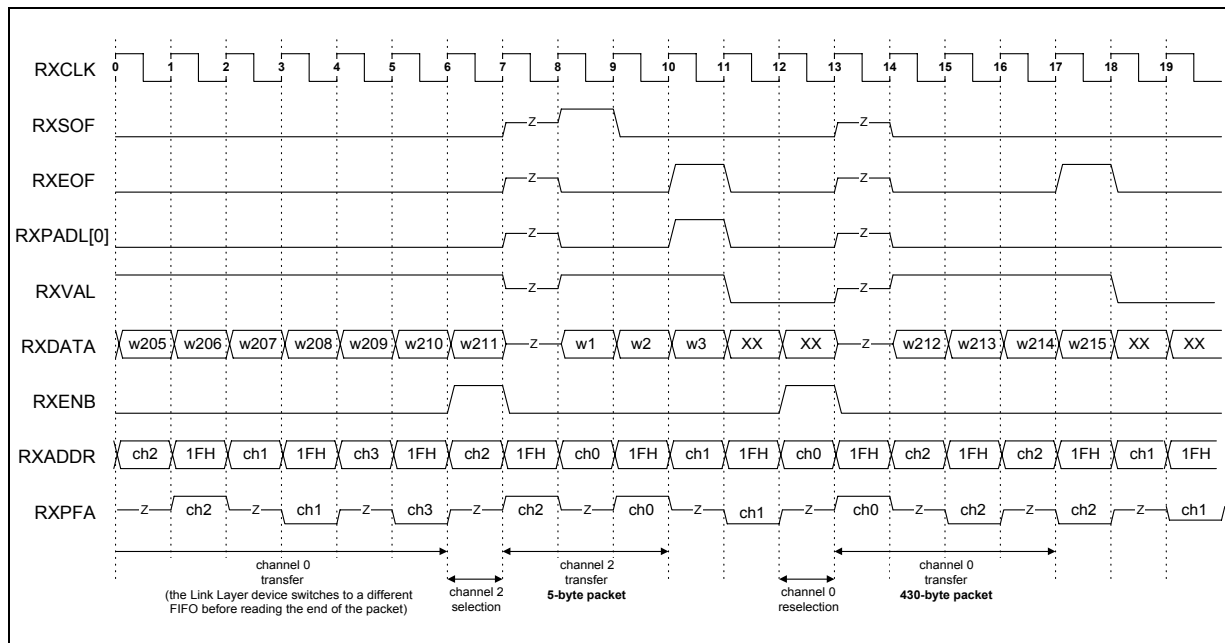 RXCLK 0 1 2 3 4 5 6 7 8 9 10 11 12 13 14 15 16 17 18 19
RXSOF Z Z
RXEOF Z Z
RXPADL[0] Z Z
RXVAL Z Z
RXDATA w205 w206 w207 w208 w209 w210 w211 Z w1 w2 w3 XX XX Z w212 w213 w214 w215 XX XX
RXENB
RXADDR ch2 1FH ch1 1FH ch3 1FH ch2 1FH ch0 1FH ch1 1FH ch0 1FH ch2 1FH ch2 1FH ch1 1FH
RXPFA Z ch2 Z ch1 Z ch3 Z ch2 Z ch0 Z ch1 Z ch0 Z ch2 Z ch2 Z ch1
channel 0
transfer
(the Link Layer device switches to a different
FIFO before reading the end of the packet)
channel 2
selection
channel 2
transfer
5-byte packet
channel 0
reselection
channel 0
transfer
430-byte packet